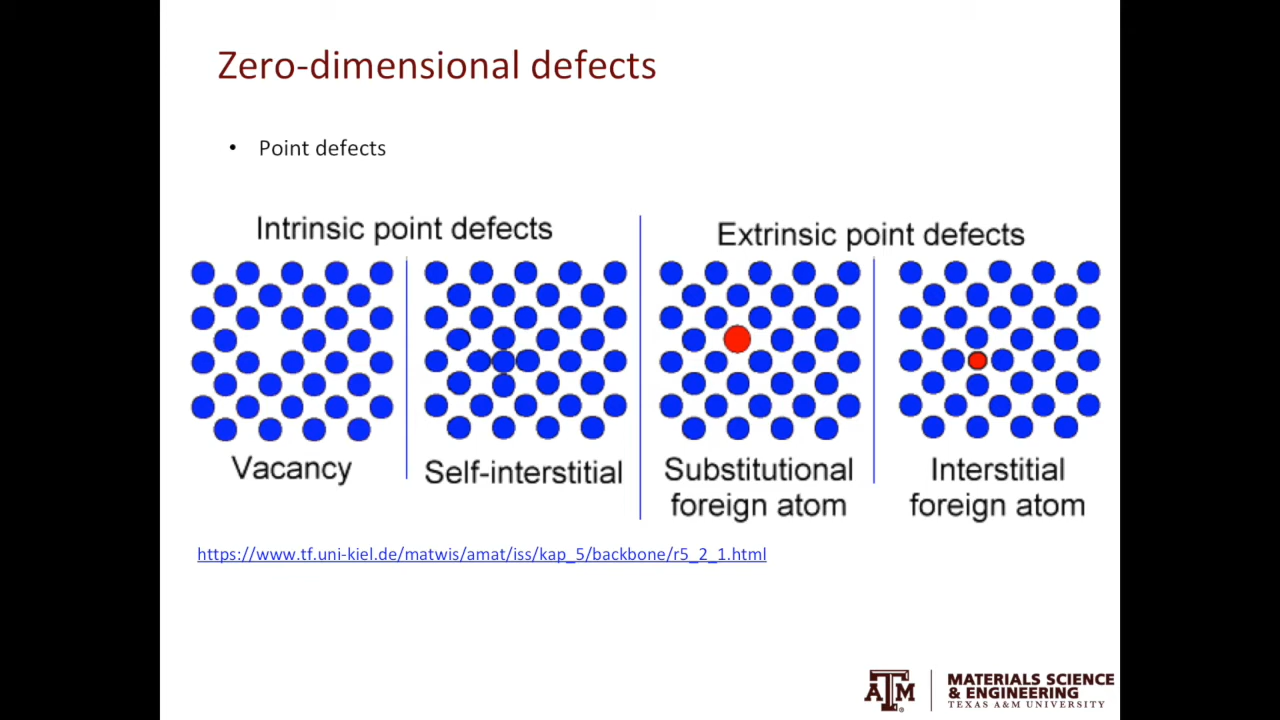 Zero-dimensional defects
• Point defects
Intrinsic point defects
Extrinsic point defects
Vacancy
Self-interstitial
Substitutional
foreign atom
Interstitial
foreign atom
https://www.tf.uni-kiel.de/matwis/amat/iss/kap_5/backbone/r5_2_1.html
ATM
MATERIALS SCIENCE
& ENGINEERING
TEXAS A&M UNIVERSITY